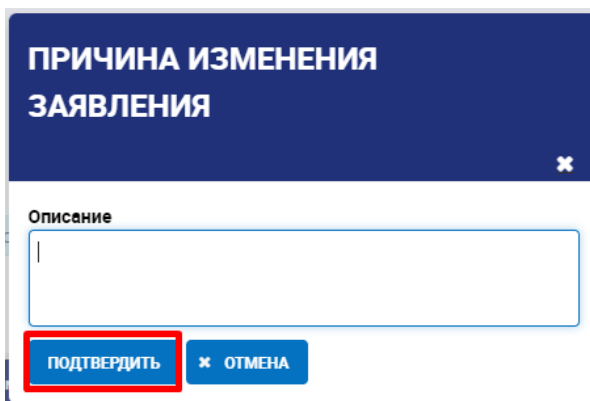 ПРИЧИНА ИЗМЕНЕНИЯ
ЗАЯВЛЕНИЯ
Описание
ПОДТВЕРДИТЬ
ОТМЕНА